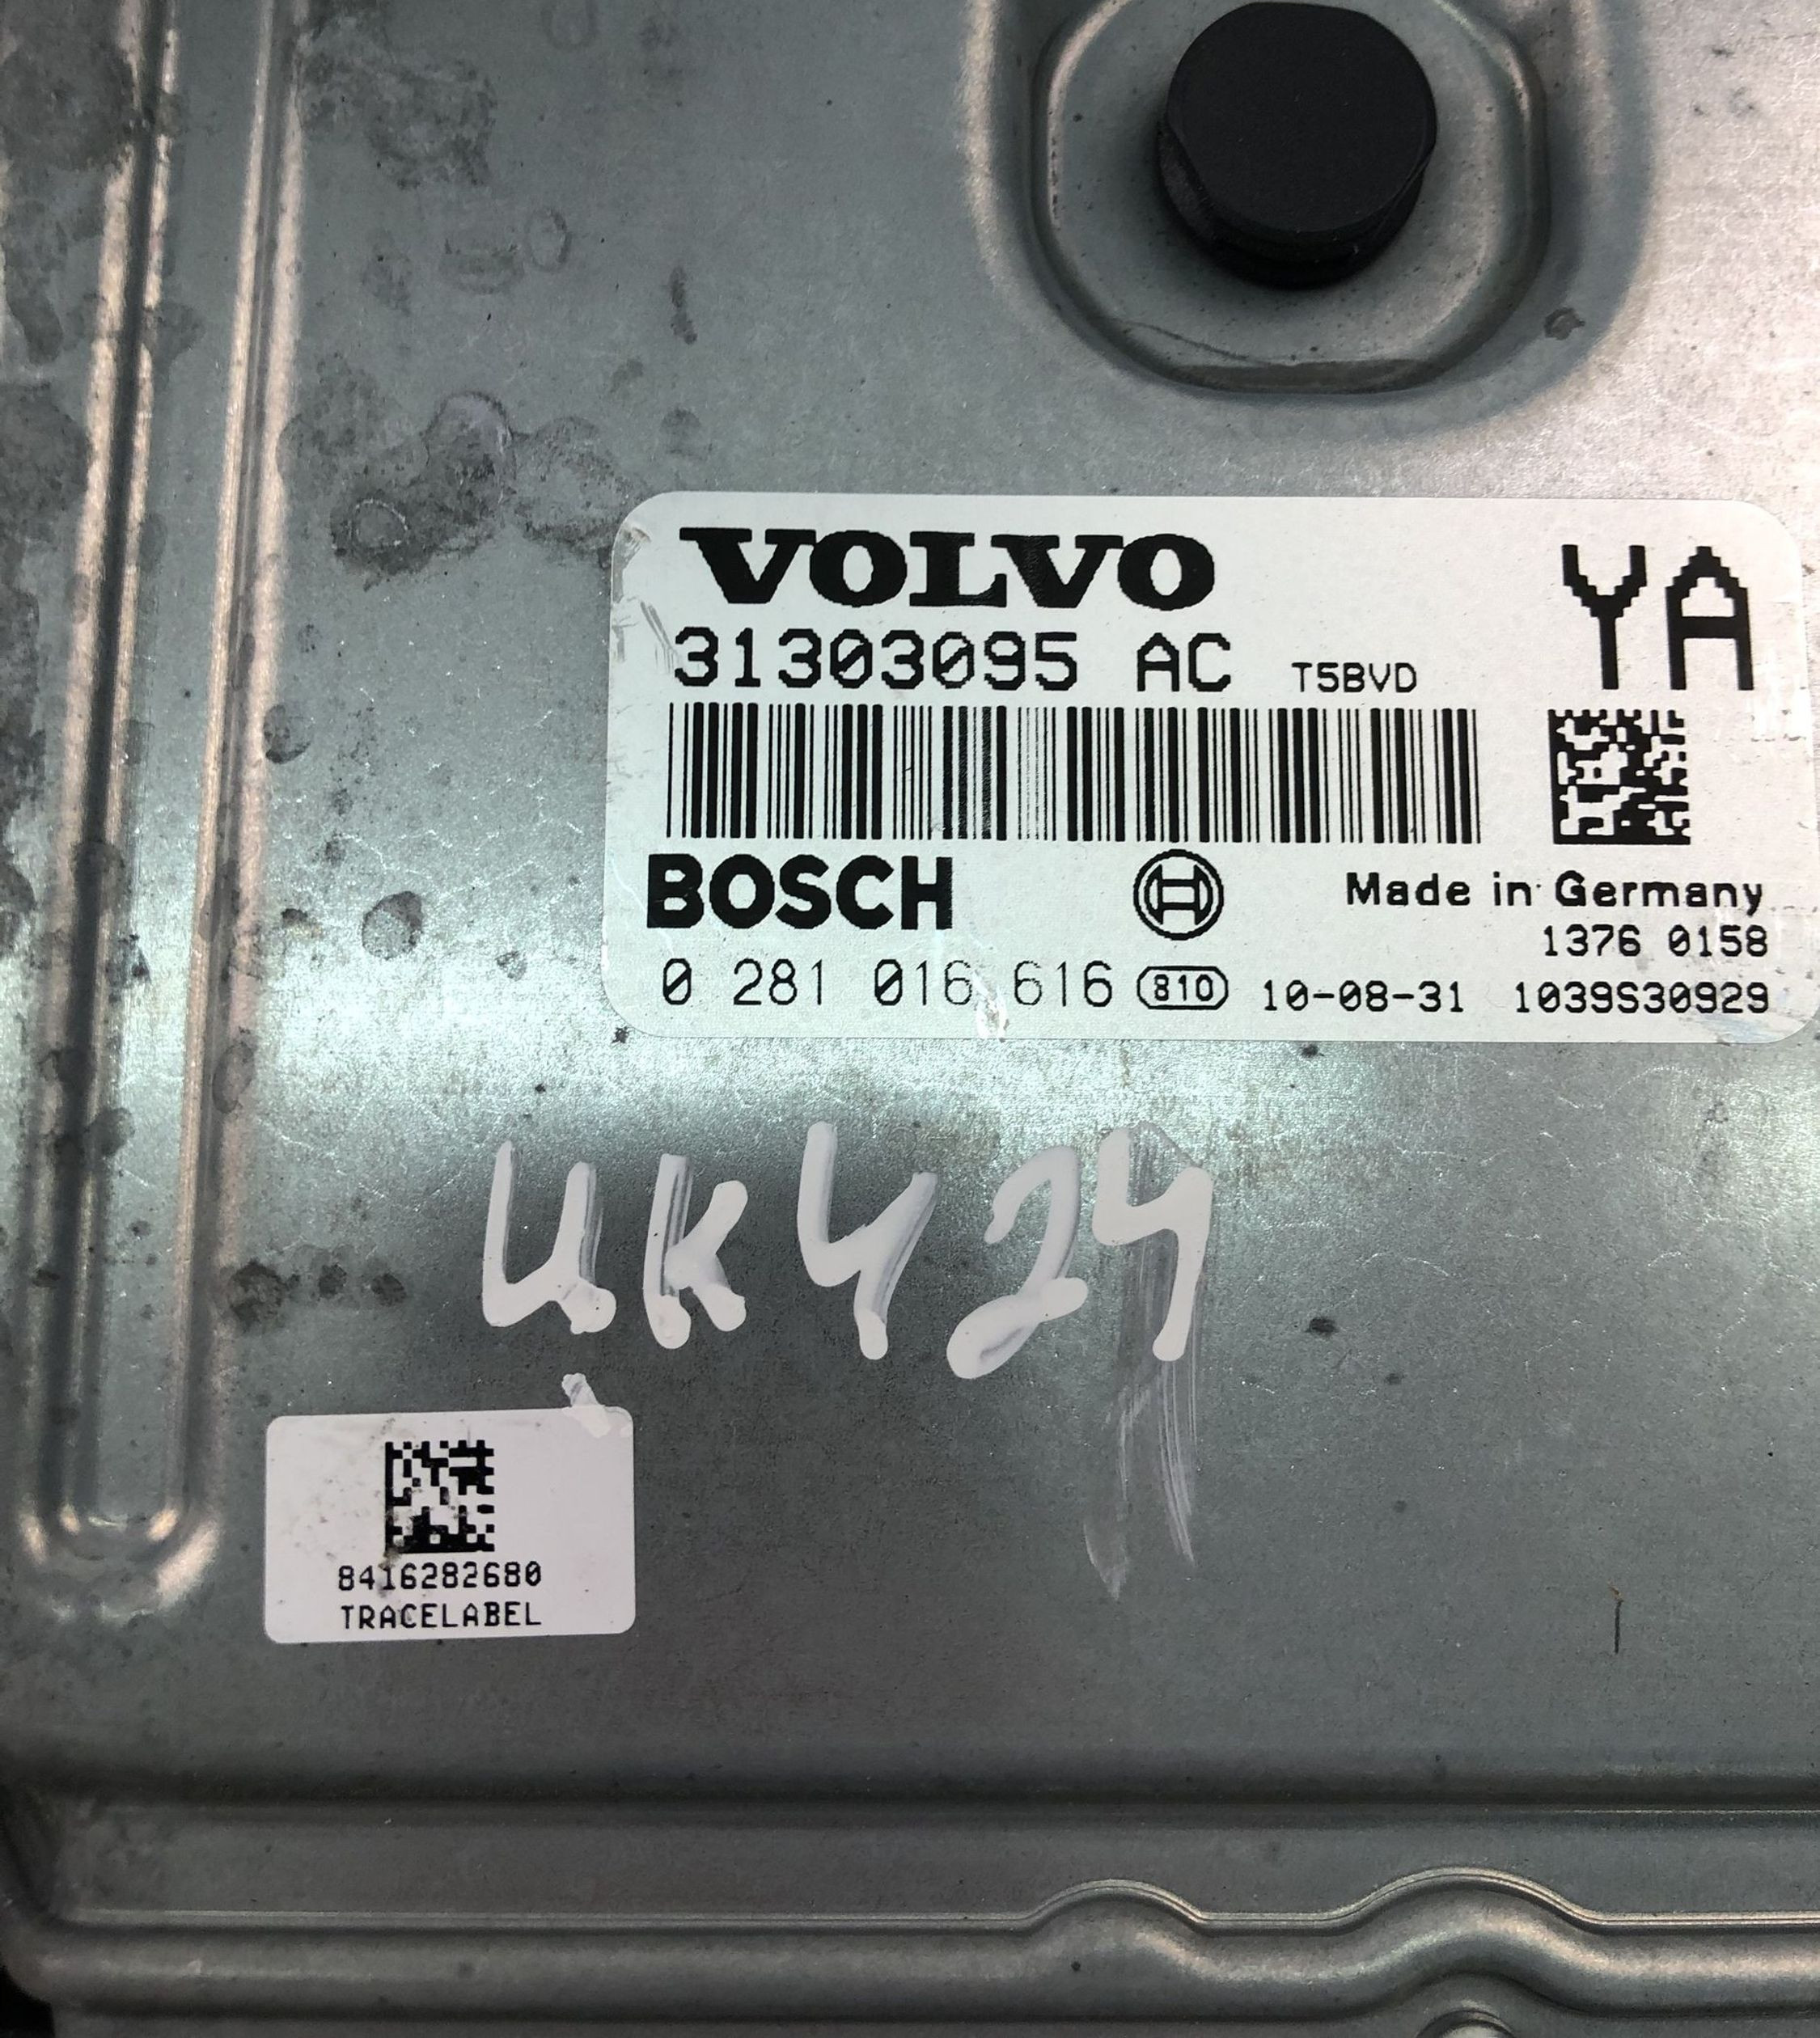 VOLVO
YA
31303095 AC T5BVD
BOSCH
Made in Germany
1376 0158
0 281 016 616 810 10-08-31 1039S30929
UK424
8416282680
TRACELABEL